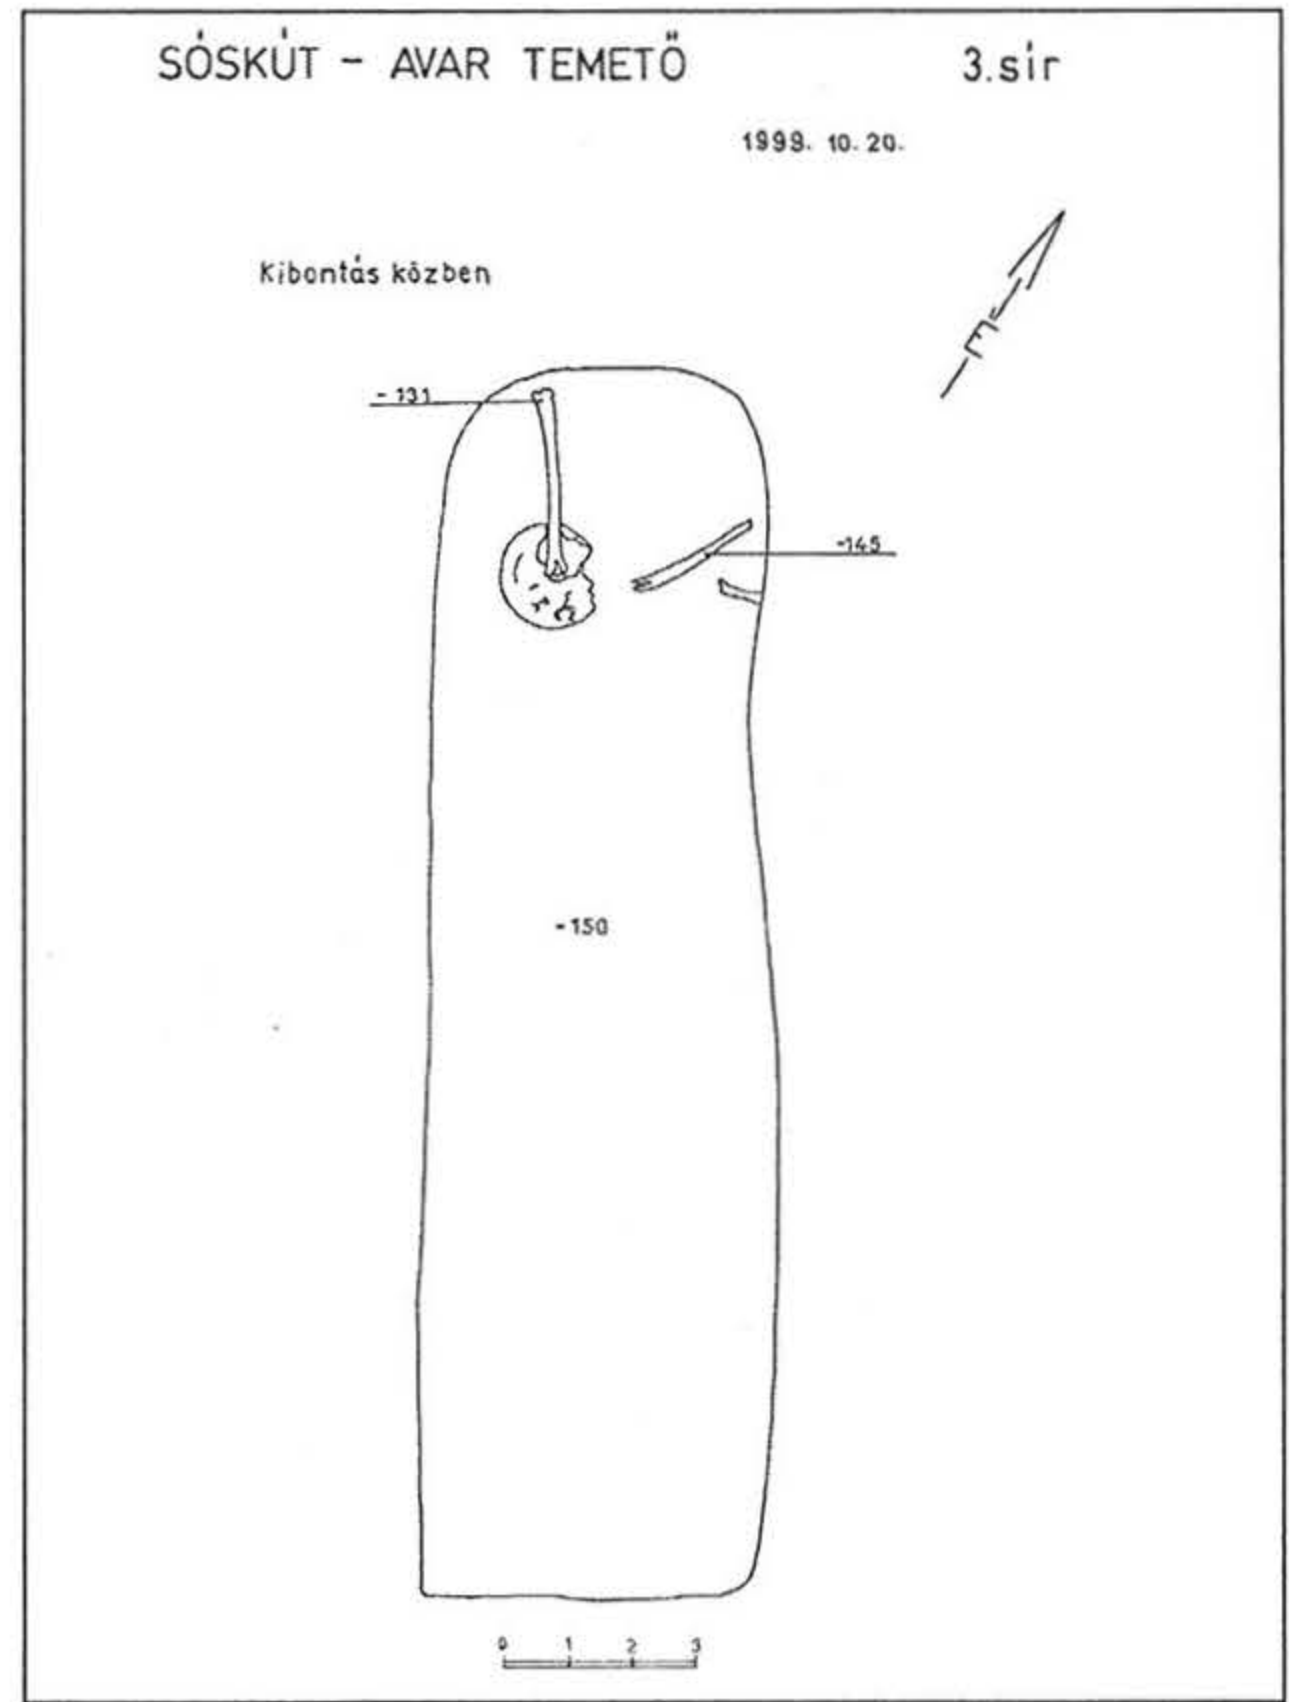 SÓSKÚT - AVAR TEMETŐ 3.sír
1999. 10. 20.
Kibontás közben
É
-131
-145
-150
0 1 2 3